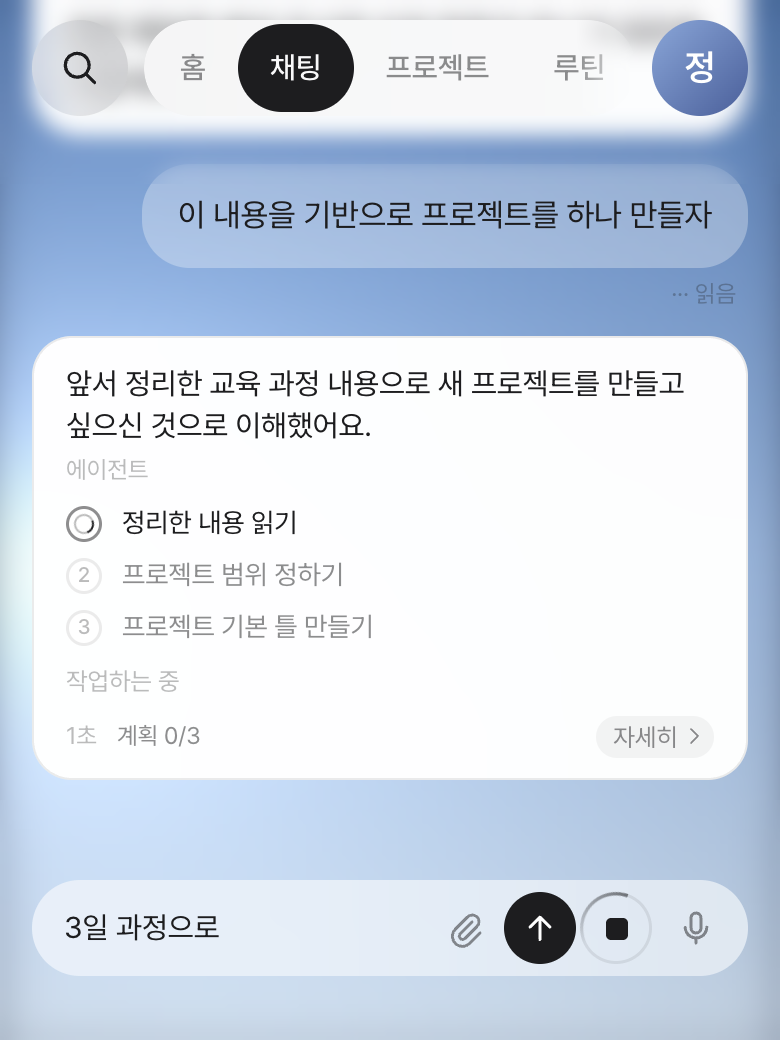 홈
채팅
프로젝트
루틴
정
이 내용을 기반으로 프로젝트를 하나 만들자
··· 읽음
앞서 정리한 교육 과정 내용으로 새 프로젝트를 만들고
싶으신 것으로 이해했어요.
에이전트
정리한 내용 읽기
2 프로젝트 범위 정하기
3 프로젝트 기본 틀 만들기
작업하는 중
1초 계획 0/3
자세히
3일 과정으로